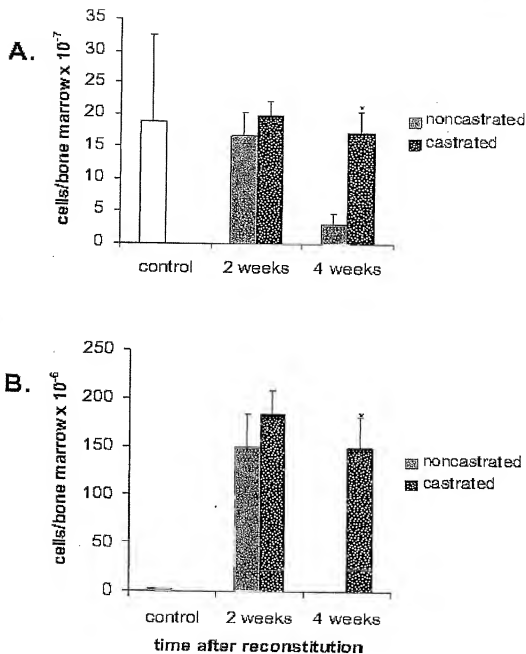 A.
cells/bone marrow x 10-7
35
30
25
20
15
10
5
0
control 2 weeks 4 weeks
*
noncastrated
castrated
B.
cells/bone marrow x 10-6
250
200
150
100
50
0
control 2 weeks 4 weeks
*
noncastrated
castrated
time after reconstitution